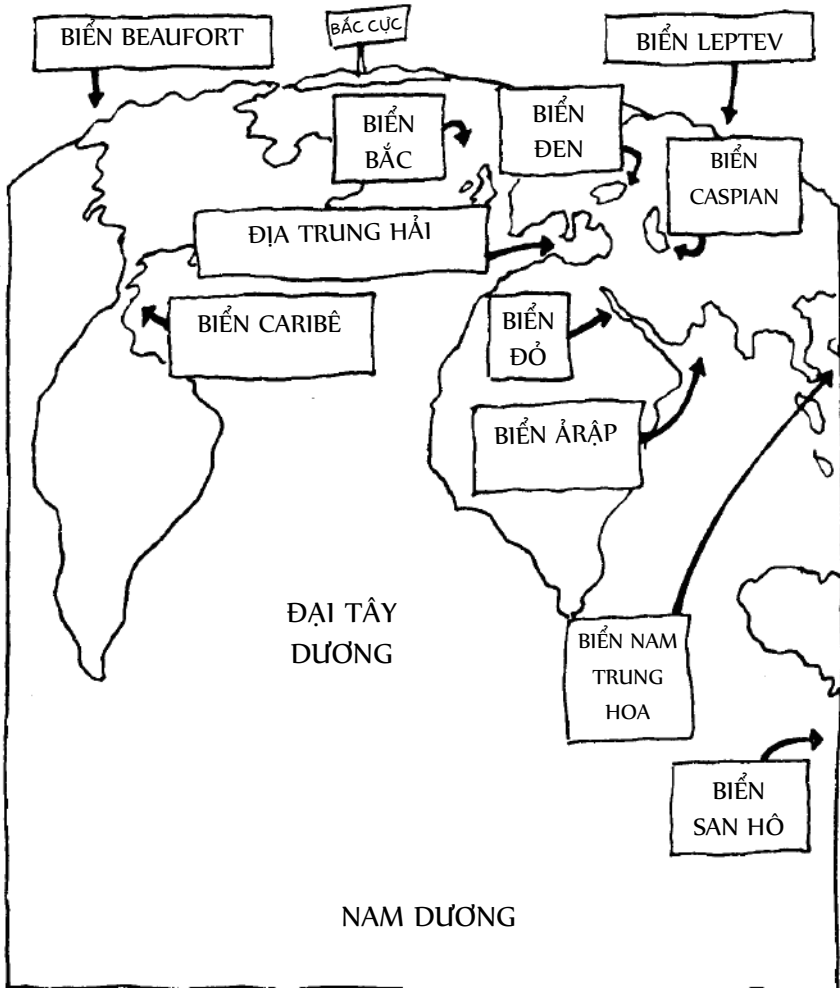 BIỂN BEAUFORT
BẮC CỰC
BIỂN LEPTEV
BIỂN
BẮC
BIỂN
ĐEN
BIỂN
CASPIAN
ĐỊA TRUNG HẢI
BIỂN CARIBÊ
BIỂN
ĐỎ
BIỂN ẢRẬP
ĐẠI TÂY
DƯƠNG
BIỂN NAM
TRUNG
HOA
BIỂN
SAN HÔ
NAM DƯƠNG